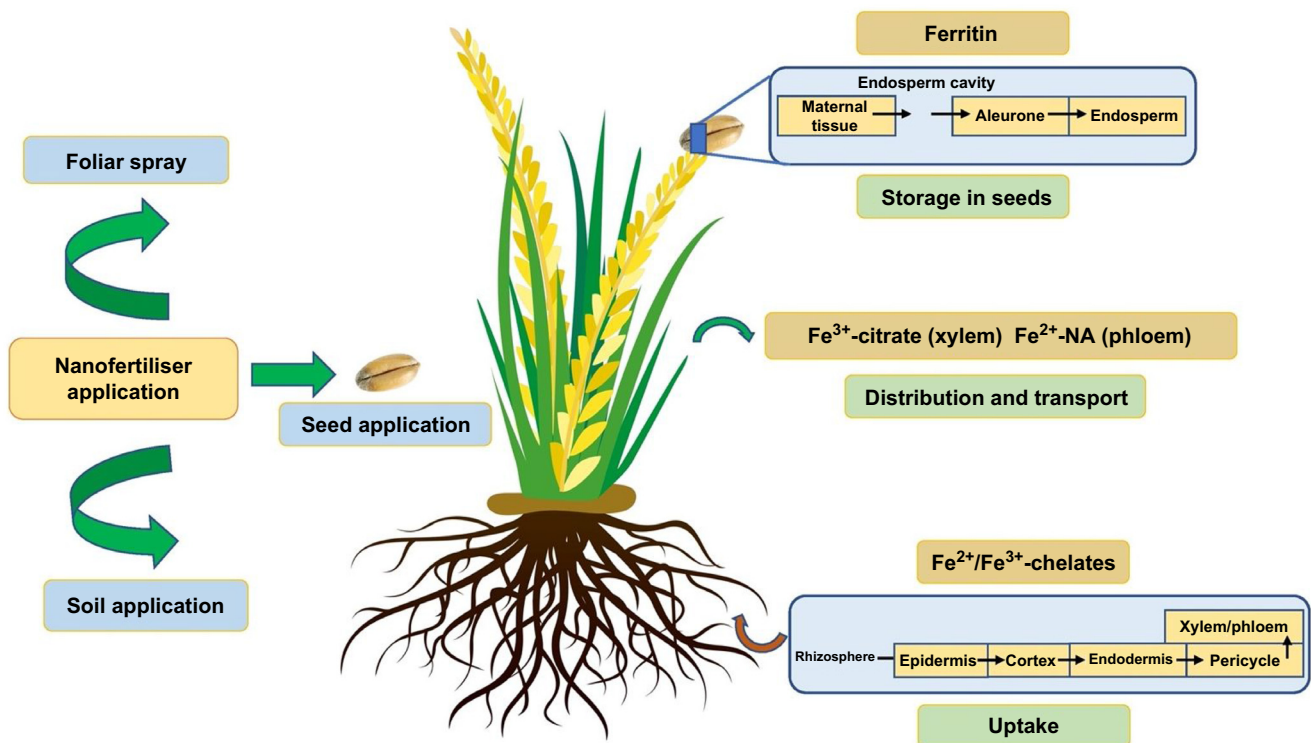 Foliar spray
Nanofertiliser
application
Seed application
Soil application
Ferritin
Endosperm cavity
Maternal
tissue
Aleurone
Endosperm
Storage in seeds
Fe³⁺-citrate (xylem) Fe²⁺-NA (phloem)
Distribution and transport
Fe²⁺/Fe³⁺-chelates
Xylem/phloem
Rhizosphere
Epidermis
Cortex
Endodermis
Pericycle
Uptake